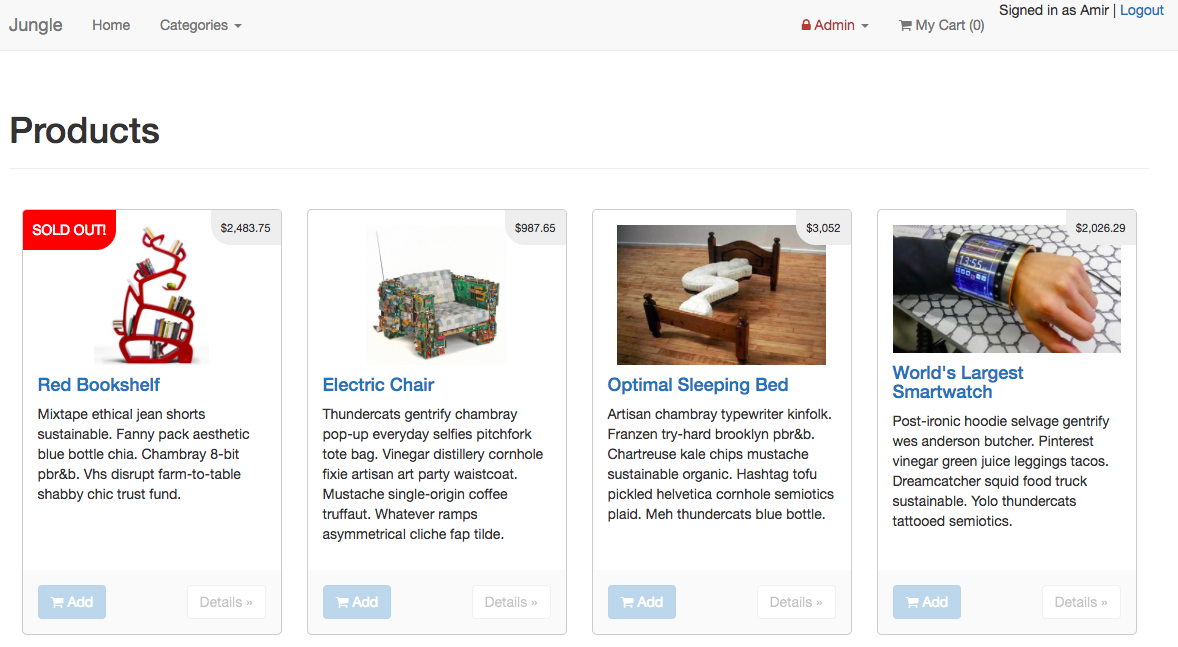 Jungle Home Categories Admin My Cart (0) Signed in as Amir | Logout
Products
SOLD OUT! $2,483.75
Red Bookshelf
Mixtape ethical jean shorts
sustainable. Fanny pack aesthetic
blue bottle chia. Chambray 8-bit
pbr&b. Vhs disrupt farm-to-table
shabby chic trust fund.
Add Details »
$987.65
Electric Chair
Thundercats gentrify chambray
pop-up everyday selfies pitchfork
tote bag. Vinegar distillery cornhole
fixie artisan art party waistcoat.
Mustache single-origin coffee
truffaut. Whatever ramps
asymmetrical cliche fap tilde.
Add Details »
$3,052
Optimal Sleeping Bed
Artisan chambray typewriter kinfolk.
Franzen try-hard brooklyn pbr&b.
Chartreuse kale chips mustache
sustainable organic. Hashtag tofu
pickled helvetica cornhole semiotics
plaid. Meh thundercats blue bottle.
Add Details »
$2,026.29
13:55
World's Largest
Smartwatch
Post-ironic hoodie selvage gentrify
wes anderson butcher. Pinterest
vinegar green juice leggings tacos.
Dreamcatcher squid food truck
sustainable. Yolo thundercats
tattooed semiotics.
Add Details »